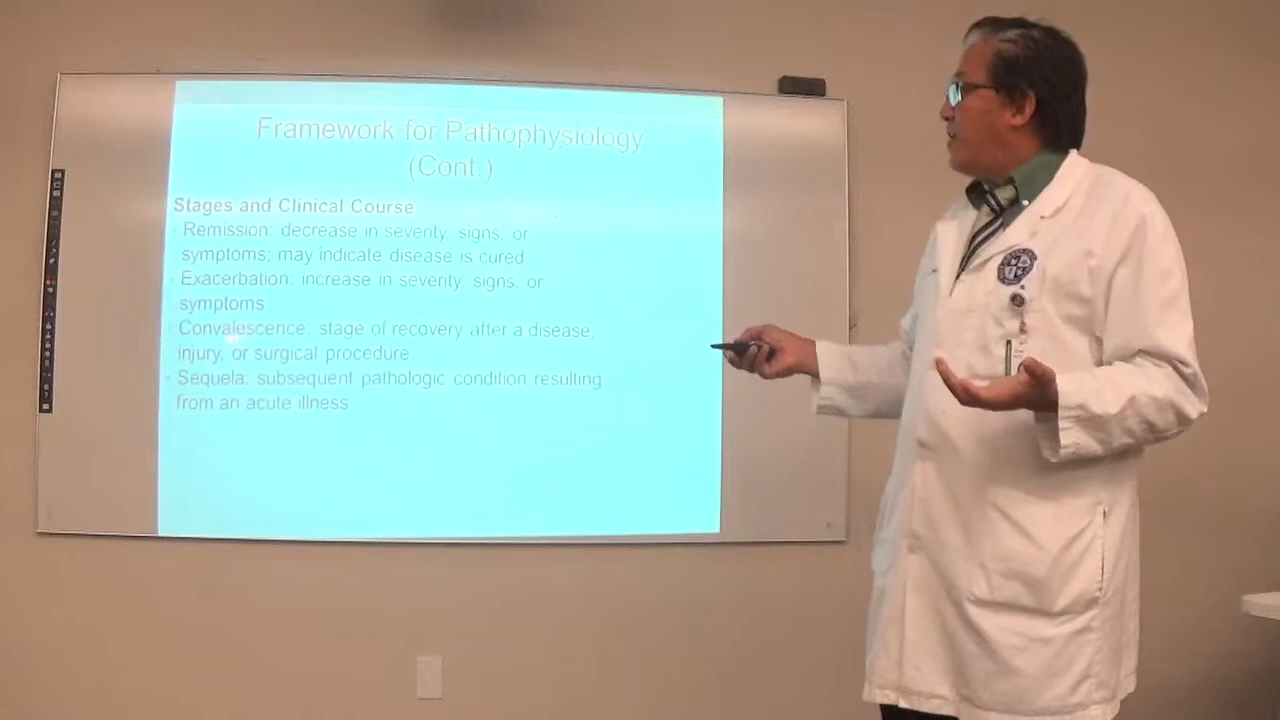 Framework for Pathophysiology
(Cont.)
Stages and Clinical Course
Remission: decrease in severity, signs, or
symptoms; may indicate disease is cured
Exacerbation: increase in severity, signs, or
symptoms
Convalescence: stage of recovery after a disease,
injury, or surgical procedure
Sequela: subsequent pathologic condition resulting
from an acute illness